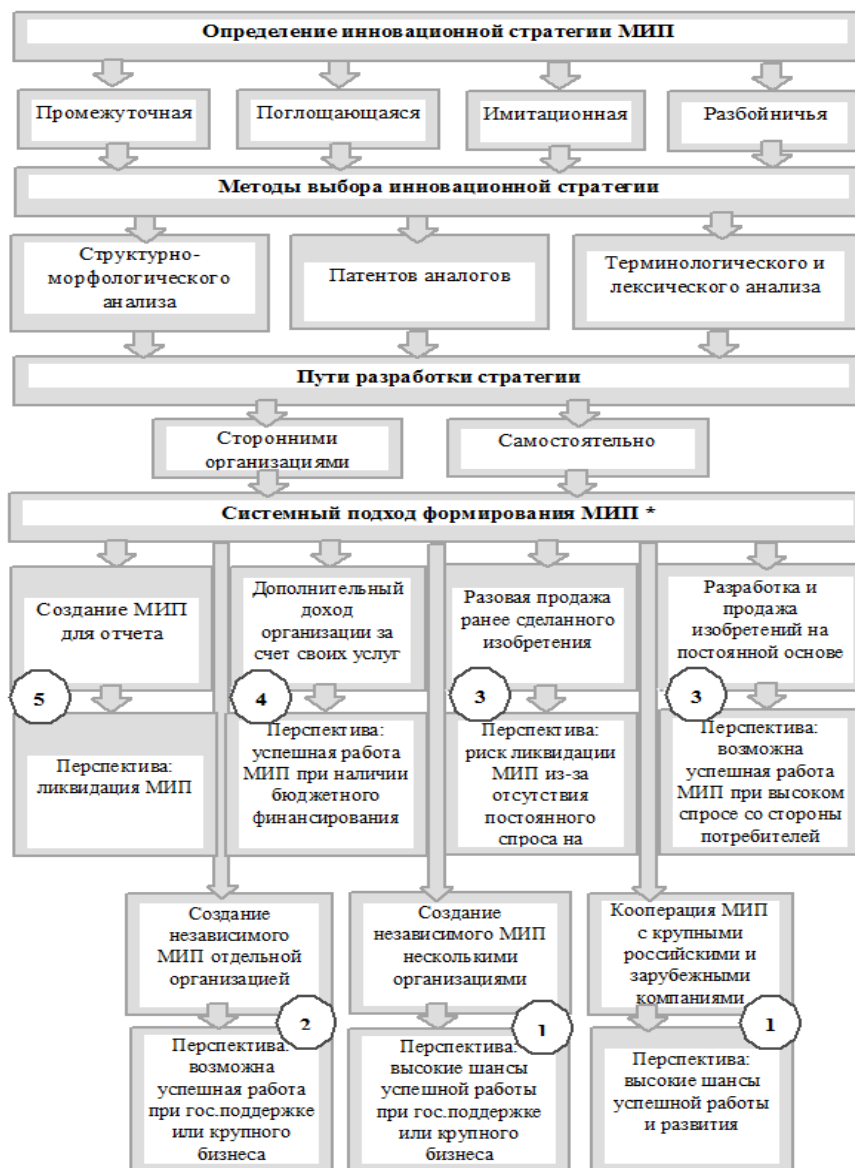 Определение инновационной стратегии МИП
Промежуточная
Поглощающаяся
Имитационная
Разбойничья
Методы выбора инновационной стратегии
Структурно-
морфологического
анализа
Патентов аналогов
Терминологического и
лексического анализа
Пути разработки стратегии
Сторонними
организациями
Самостоятельно
Системный подход формирования МИП *
Создание МИП
для отчета
Дополнительный
доход
организации за
счет своих услуг
Разовая продажа
ранее сделанного
изобретения
Разработка и
продажа
изобретений на
постоянной основе
5
4
3
3
Перспектива:
ликвидация МИП
Перспектива:
успешная работа
МИП при наличии
бюджетного
финансирования
Перспектива:
риск ликвидации
МИП из-за
отсутствия
постоянного
спроса на
Перспектива:
возможна
успешная работа
МИП при высоком
спросе со стороны
потребителей
Создание
независимого
МИП отдельной
организацией
Создание
независимого МИП
несколькими
организациями
Кооперация МИП
с крупными
российскими и
зарубежными
компаниями
2
1
1
Перспектива:
возможна
успешная работа
при гос.поддержке
или крупного
бизнеса
Перспектива:
высокие шансы
успешной работы
при гос.поддержке
или крупного
бизнеса
Перспектива:
высокие шансы
успешной работы
и развития